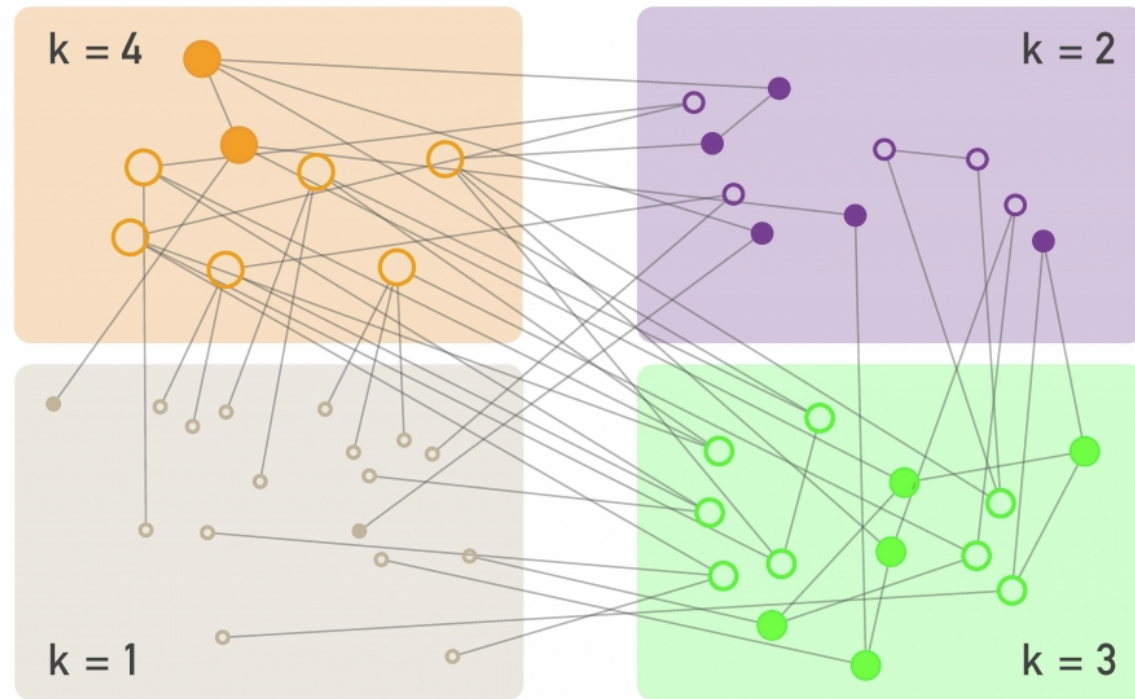 k = 4
k = 2
k = 1
k = 3